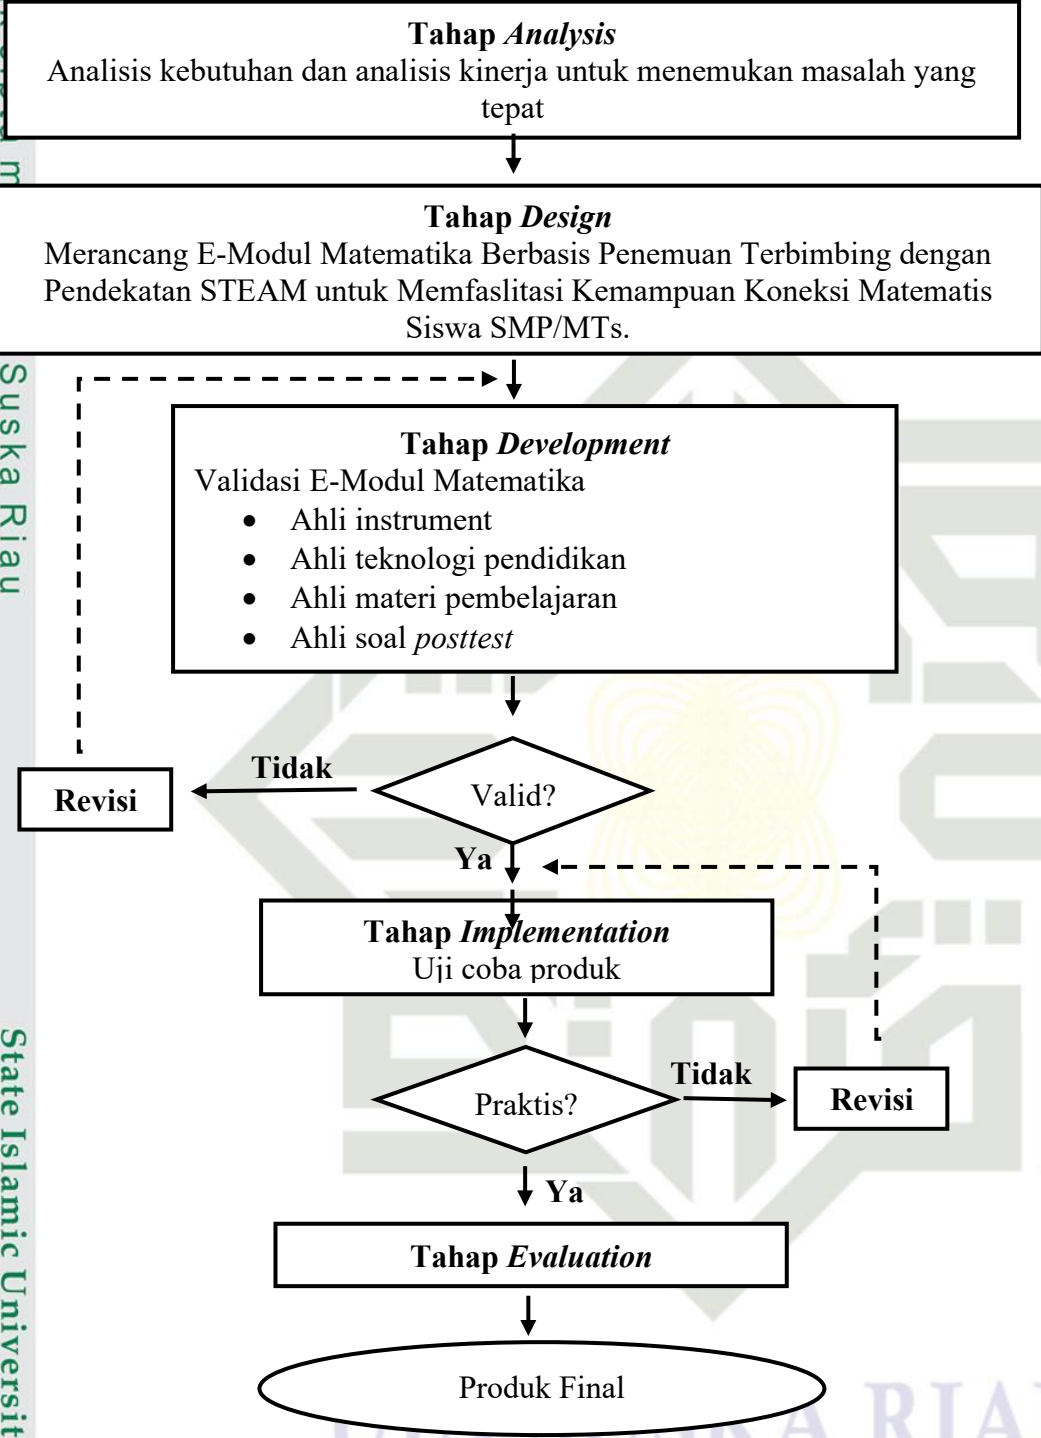 Tahap Analysis
Analisis kebutuhan dan analisis kinerja untuk menemukan masalah yang
tepat
Tahap Design
Merancang E-Modul Matematika Berbasis Penemuan Terbimbing dengan
Pendekatan STEAM untuk Memfaslitasi Kemampuan Koneksi Matematis
Siswa SMP/MTs.
Tahap Development
Validasi E-Modul Matematika
• Ahli instrument
• Ahli teknologi pendidikan
• Ahli materi pembelajaran
• Ahli soal posttest
Tidak
Valid?
Revisi
Ya
Tahap Implementation
Uji coba produk
Tidak
Praktis?
Revisi
Ya
Tahap Evaluation
Produk Final
Suska Riau
State Islamic Universit